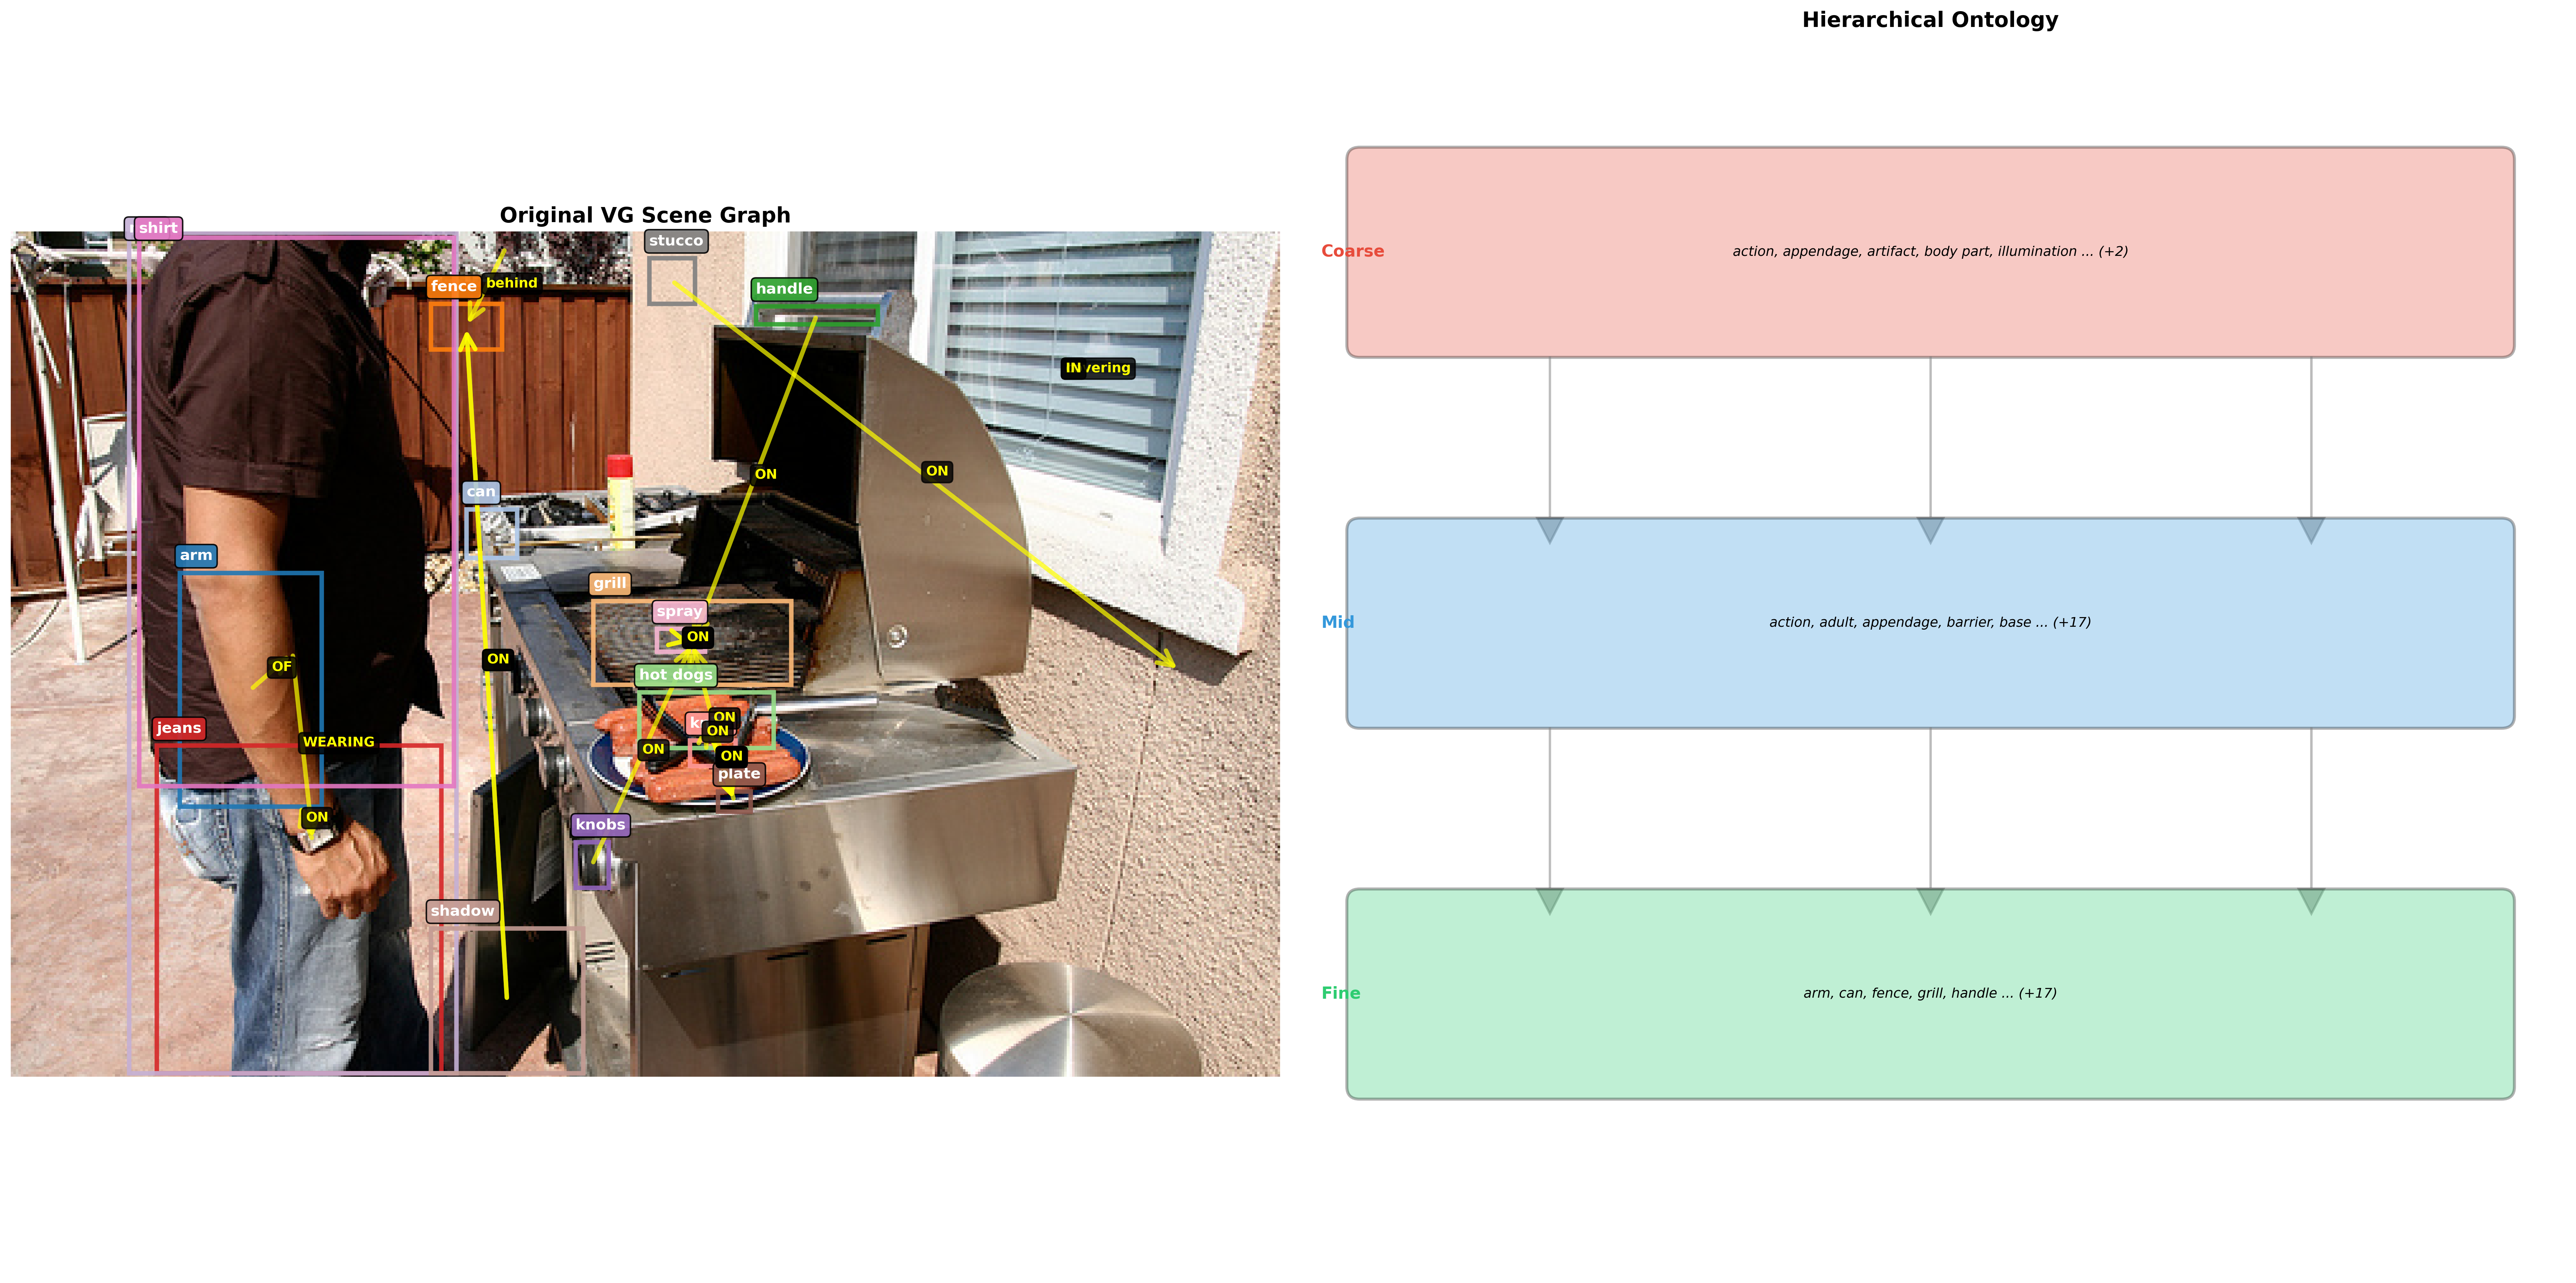 Hierarchical Ontology
Original VG Scene Graph
shirt
stucco
fence
behind
handle
Coarse
action, appendage, artifact, body part, illumination ... (+2)
IN
vering
ON
ON
can
arm
grill
spray
ON
Mid
action, adult, appendage, barrier, base ... (+17)
ON
OF
hot dogs
jeans
WEARING
ON
ON
ON
ON
plate
ON
knobs
shadow
Fine
arm, can, fence, grill, handle ... (+17)